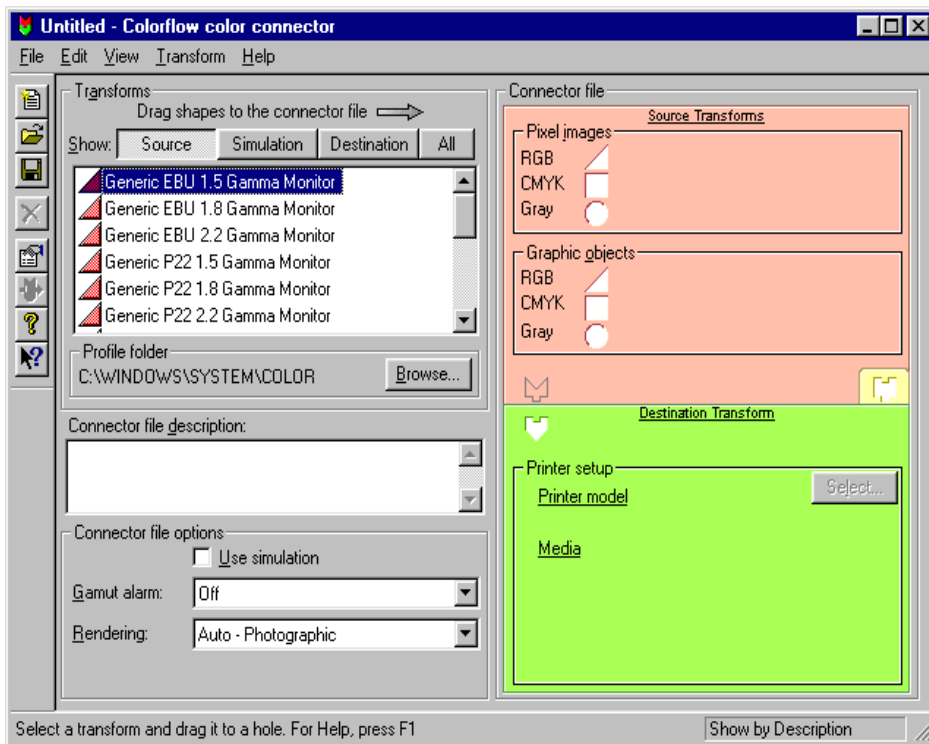 Untitled - Colorflow color connector
File Edit View Transform Help
Transforms
Drag shapes to the connector file
Show: Source Simulation Destination All
Generic EBU 1.5 Gamma Monitor
Generic EBU 1.8 Gamma Monitor
Generic EBU 2.2 Gamma Monitor
Generic P22 1.5 Gamma Monitor
Generic P22 1.8 Gamma Monitor
Generic P22 2.2 Gamma Monitor
Profile folder
C:\WINDOWS\SYSTEM\COLOR Browse...
Connector file description:
Connector file options
Use simulation
Gamut alarm: Off
Rendering: Auto - Photographic
Connector file
Source Transforms
Pixel images
RGB
CMYK
Gray
Graphic objects
RGB
CMYK
Gray
Destination Transform
Printer setup
Printer model Select...
Media
Select a transform and drag it to a hole. For Help, press F1 Show by Description